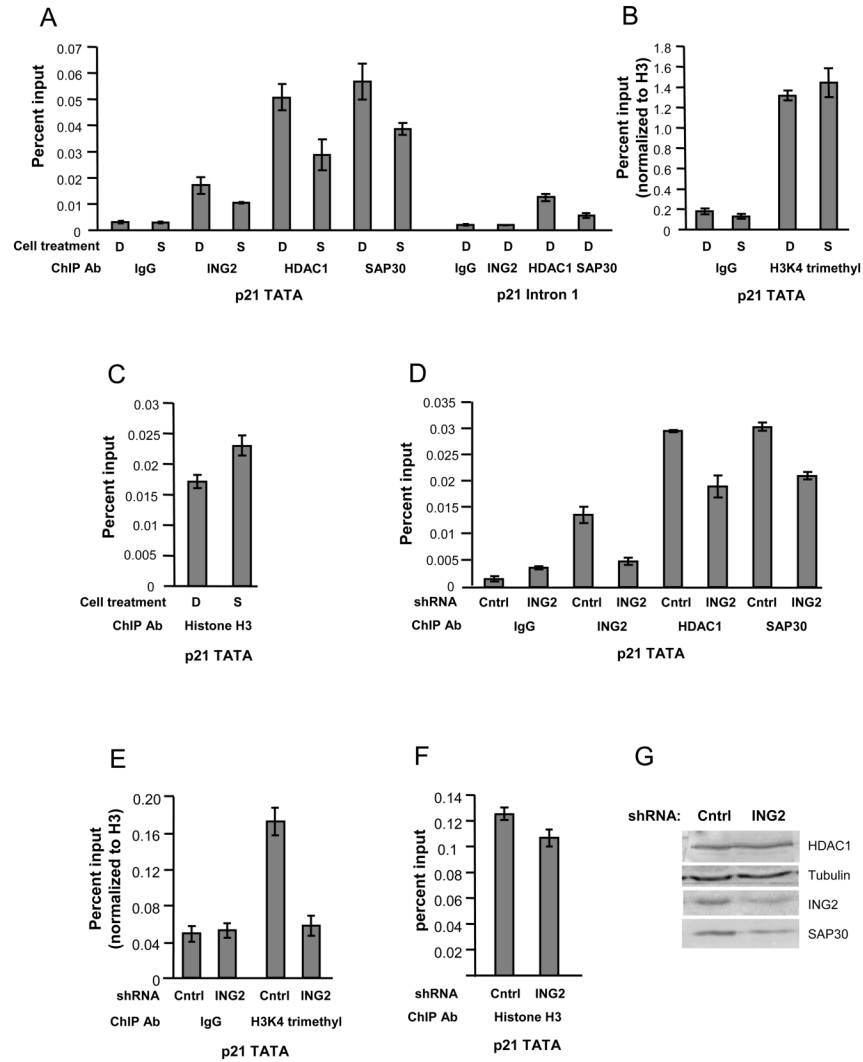 A
B
Percent input
0.07
0.06
0.05
0.04
0.03
0.02
0.01
0
Cell treatment D S D S D S D S D D D D
ChIP Ab IgG ING2 HDAC1 SAP30 IgG ING2 HDAC1 SAP30
p21 TATA p21 Intron 1
Percent input
(normalized to H3)
1.8
1.6
1.4
1.2
1.0
0.8
0.6
0.4
0.2
0
D S D S
IgG H3K4 trimethyl
p21 TATA
C
D
Percent input
0.03
0.025
0.02
0.015
0.01
0.005
0
Cell treatment D S
ChIP Ab Histone H3
p21 TATA
Percent input
0.035
0.03
0.025
0.02
0.015
0.01
0.005
0
shRNA Cntrl ING2 Cntrl ING2 Cntrl ING2 Cntrl ING2
ChIP Ab IgG ING2 HDAC1 SAP30
p21 TATA
E
F
G
Percent input
(normalized to H3)
0.20
0.16
0.12
0.08
0.04
0
shRNA Cntrl ING2 Cntrl ING2
ChIP Ab IgG H3K4 trimethyl
p21 TATA
percent input
0.14
0.12
0.1
0.08
0.06
0.04
0.02
shRNA Cntrl ING2
ChIP Ab Histone H3
p21 TATA
shRNA: Cntrl ING2
HDAC1
Tubulin
ING2
SAP30